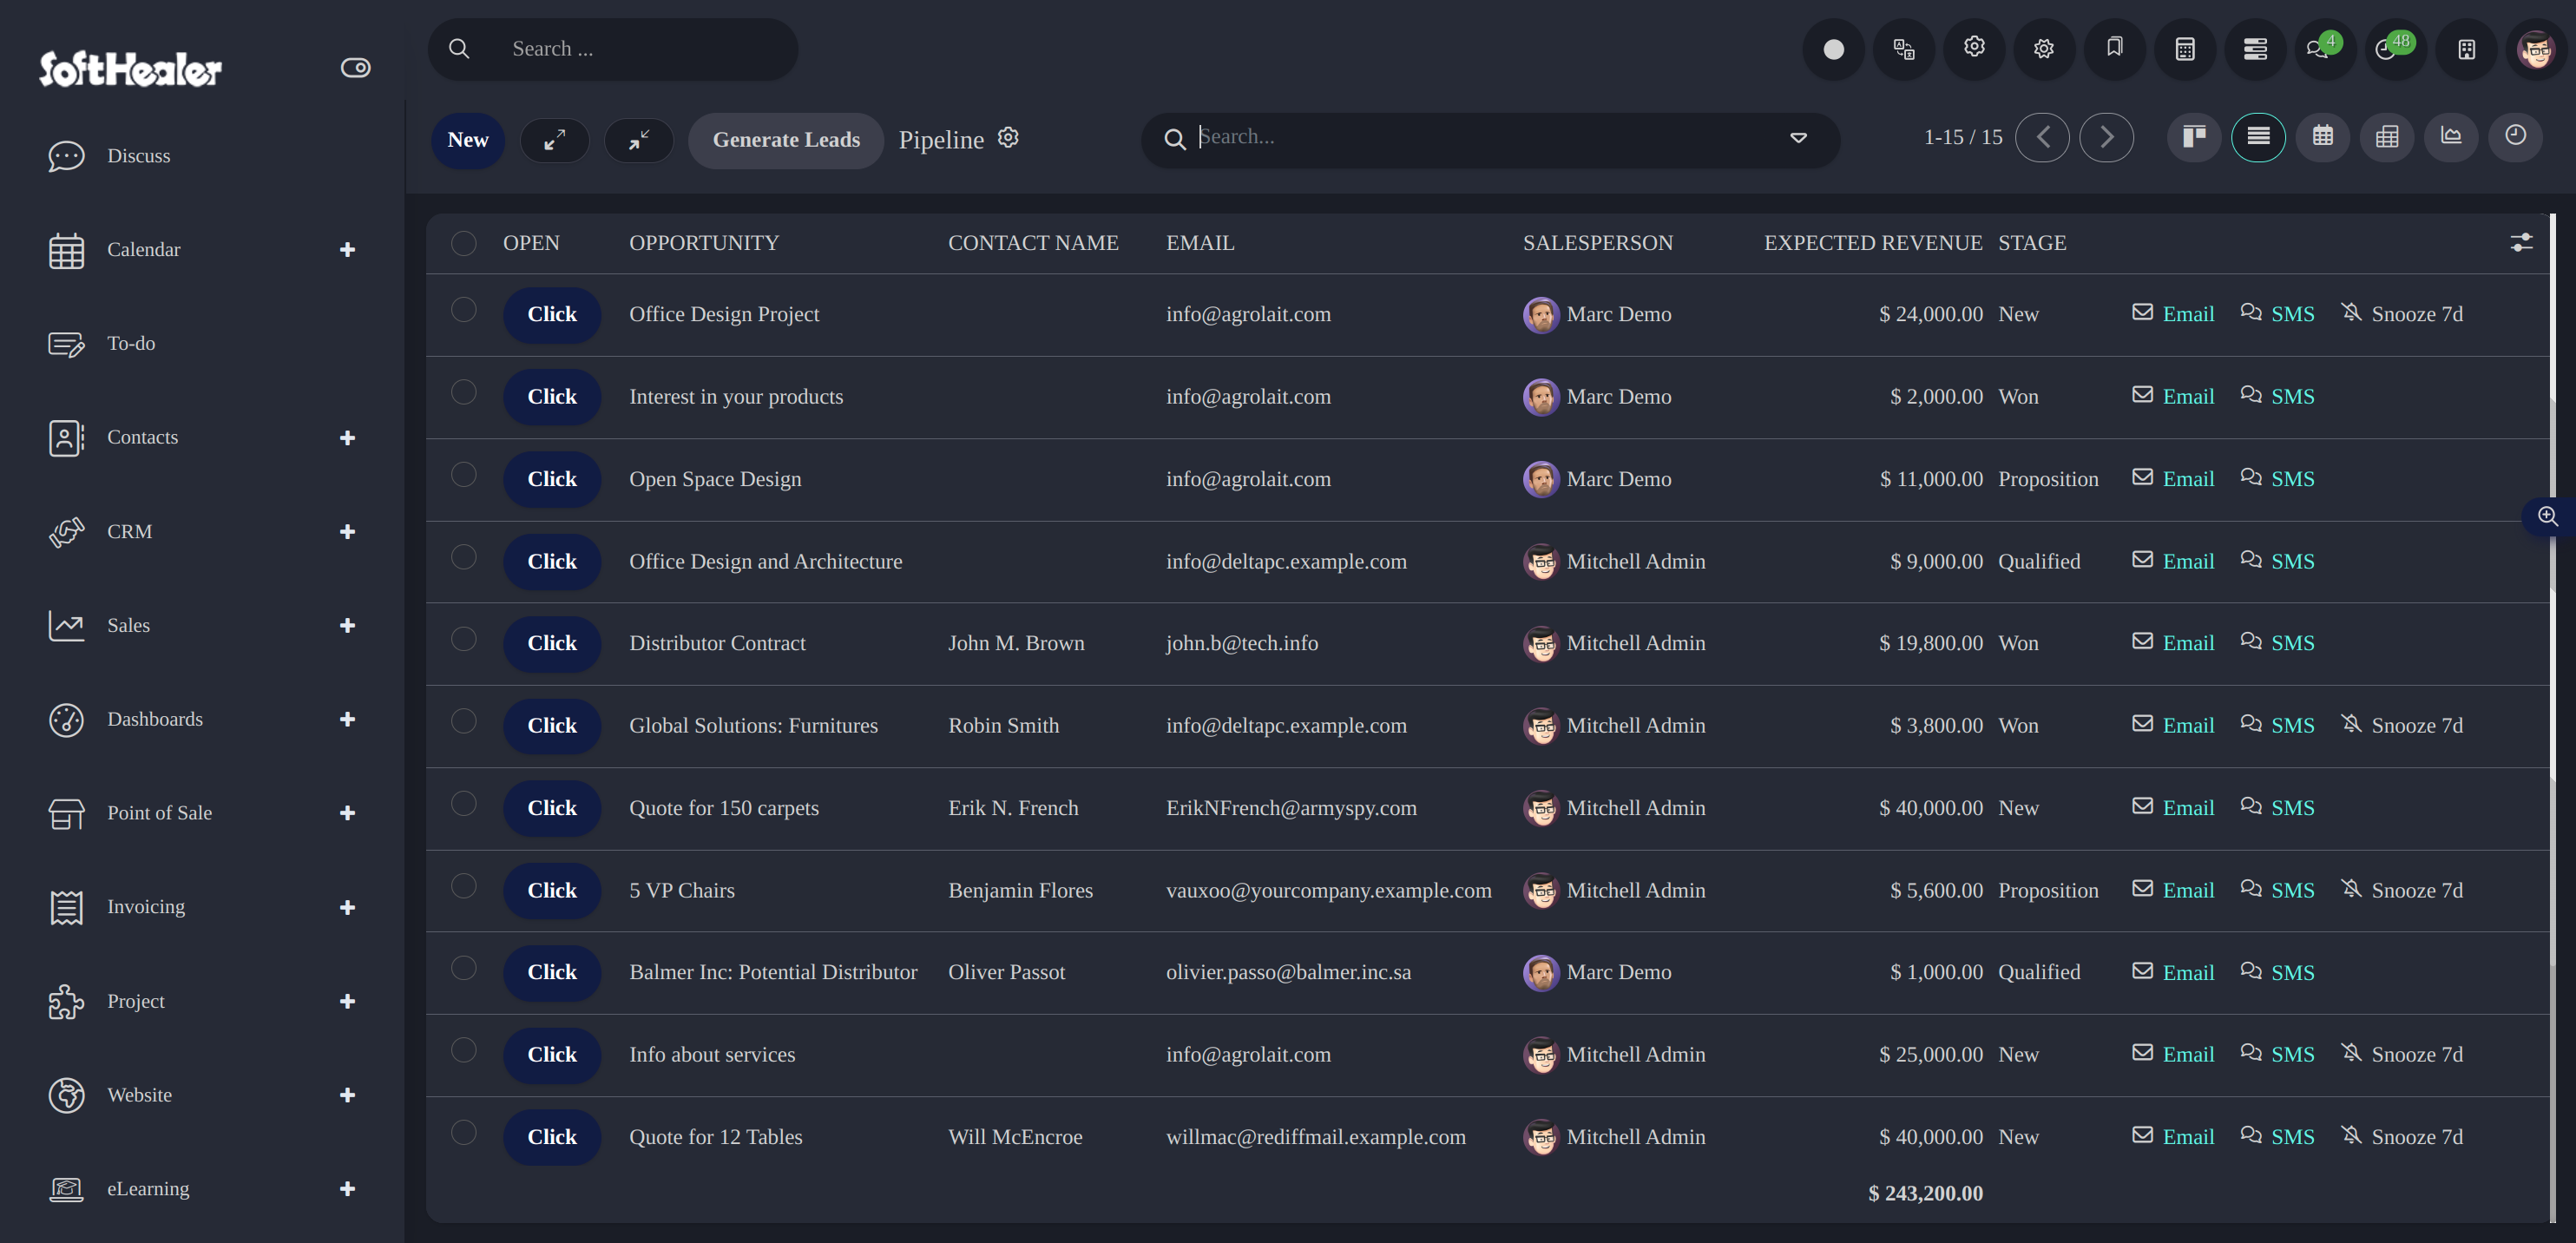 SoftHealer
Search ...
4
48
New
Generate Leads
Pipeline
Search...
1-15 / 15
Discuss
Calendar
To-do
Contacts
CRM
Sales
Dashboards
Point of Sale
Invoicing
Project
Website
eLearning
OPEN OPPORTUNITY CONTACT NAME EMAIL SALESPERSON EXPECTED REVENUE STAGE
Click Office Design Project info@agrolait.com Marc Demo $ 24,000.00 New Email SMS Snooze 7d
Click Interest in your products info@agrolait.com Marc Demo $ 2,000.00 Won Email SMS
Click Open Space Design info@agrolait.com Marc Demo $ 11,000.00 Proposition Email SMS
Click Office Design and Architecture info@deltapc.example.com Mitchell Admin $ 9,000.00 Qualified Email SMS
Click Distributor Contract John M. Brown john.b@tech.info Mitchell Admin $ 19,800.00 Won Email SMS
Click Global Solutions: Furnitures Robin Smith info@deltapc.example.com Mitchell Admin $ 3,800.00 Won Email SMS Snooze 7d
Click Quote for 150 carpets Erik N. French ErikNFrench@armyspy.com Mitchell Admin $ 40,000.00 New Email SMS
Click 5 VP Chairs Benjamin Flores vauxoo@yourcompany.example.com Mitchell Admin $ 5,600.00 Proposition Email SMS Snooze 7d
Click Balmer Inc: Potential Distributor Oliver Passot olivier.passo@balmer.inc.sa Marc Demo $ 1,000.00 Qualified Email SMS
Click Info about services info@agrolait.com Mitchell Admin $ 25,000.00 New Email SMS Snooze 7d
Click Quote for 12 Tables Will McEncroe willmac@rediffmail.example.com Mitchell Admin $ 40,000.00 New Email SMS Snooze 7d
$ 243,200.00